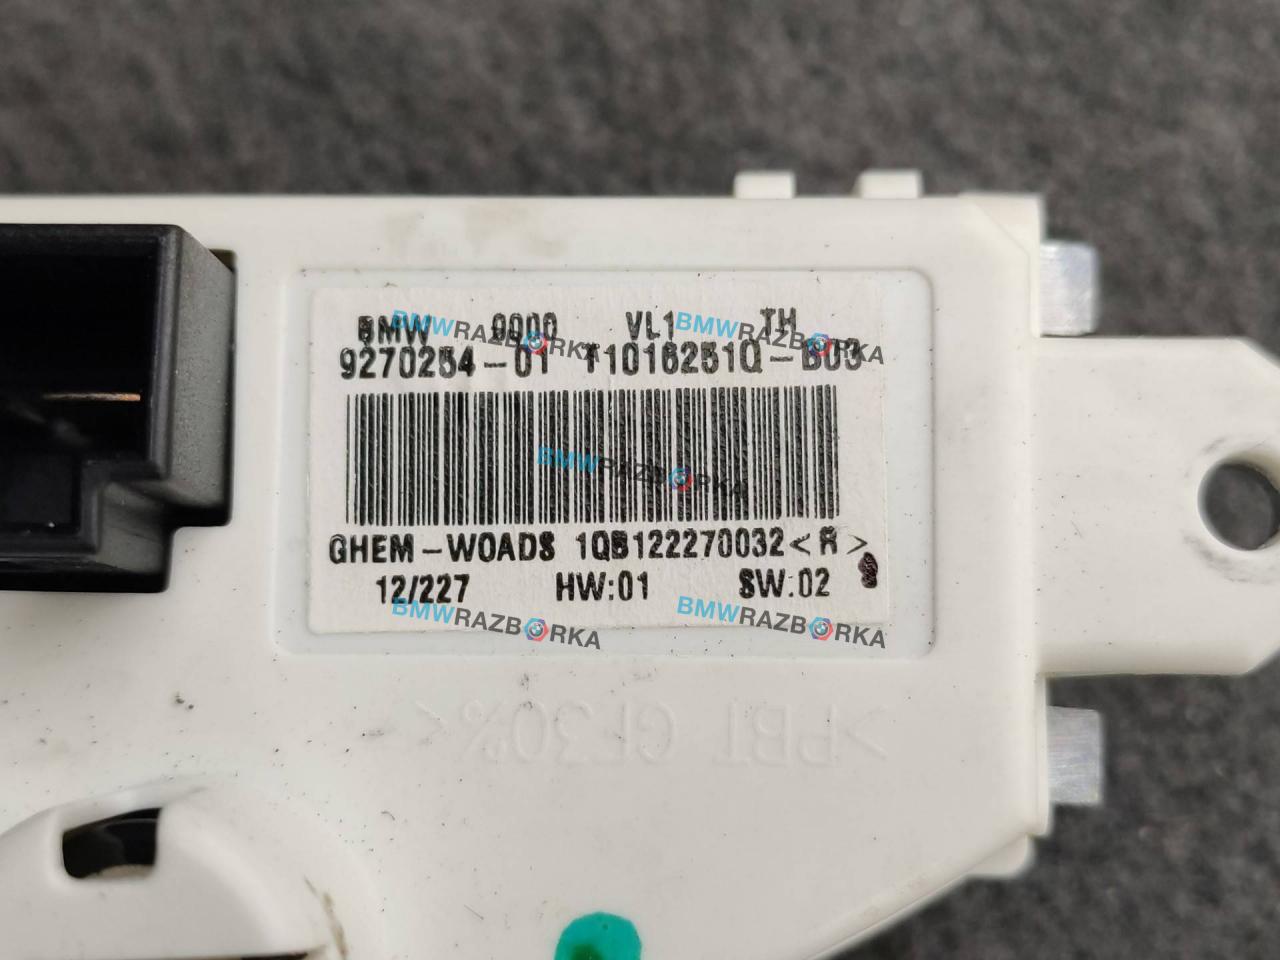 BMW 0000 VL1 TH
9270254-01 T1016251Q-B03
GHEM-WOADS 1QB122270032<R>
12/227 HW:01 SW:02
>PBT GF30%<
BMWRAZBORKA
BMWRAZBORKA
BMWRAZBORKA
BMWRAZBORKA
BMWRAZBORKA